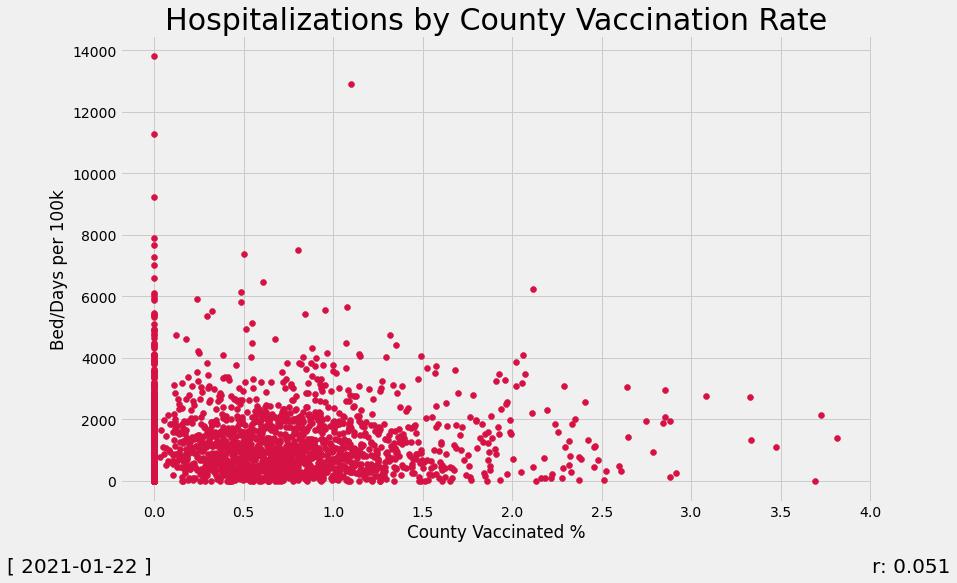 Hospitalizations by County Vaccination Rate
14000
12000
10000
8000
6000
4000
2000
0
Bed/Days per 100k
0.0 0.5 1.0 1.5 2.0 2.5 3.0 3.5 4.0
County Vaccinated %
[ 2021-01-22 ] r: 0.051